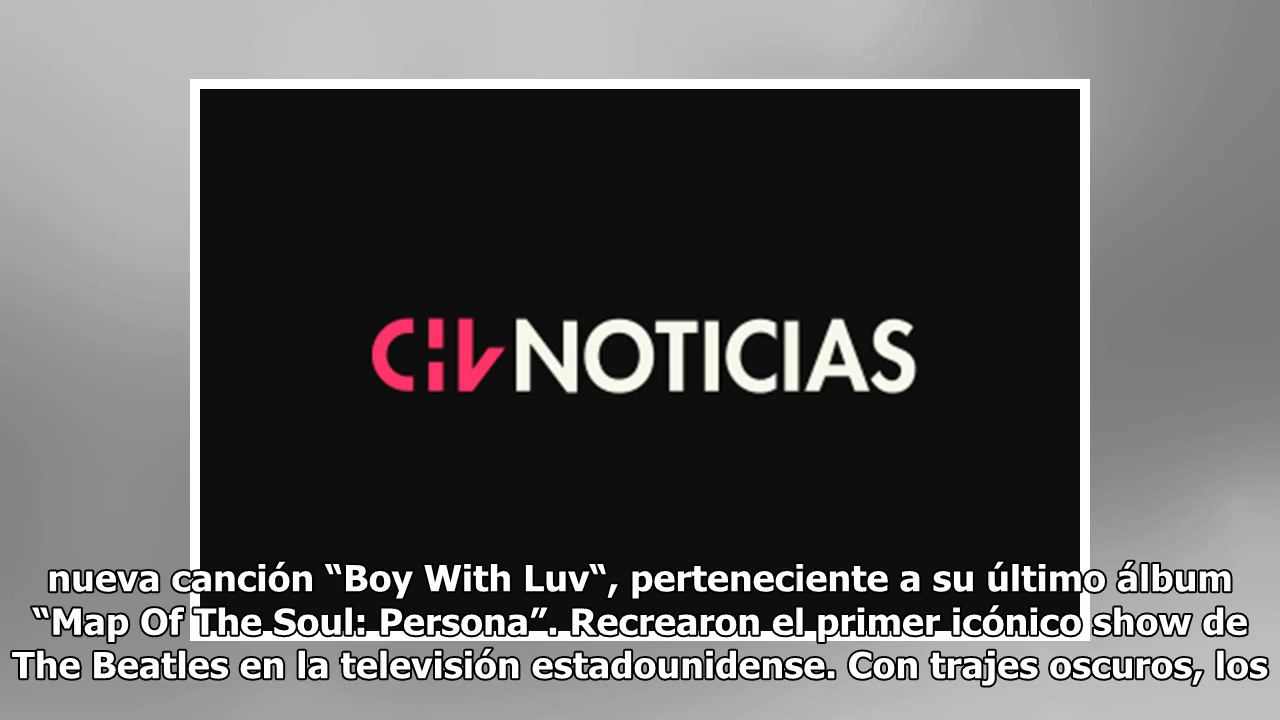 CHV NOTICIAS
nueva canción “Boy With Luv“, perteneciente a su último álbum
“Map Of The Soul: Persona”. Recrearon el primer icónico show de
The Beatles en la televisión estadounidense. Con trajes oscuros, los